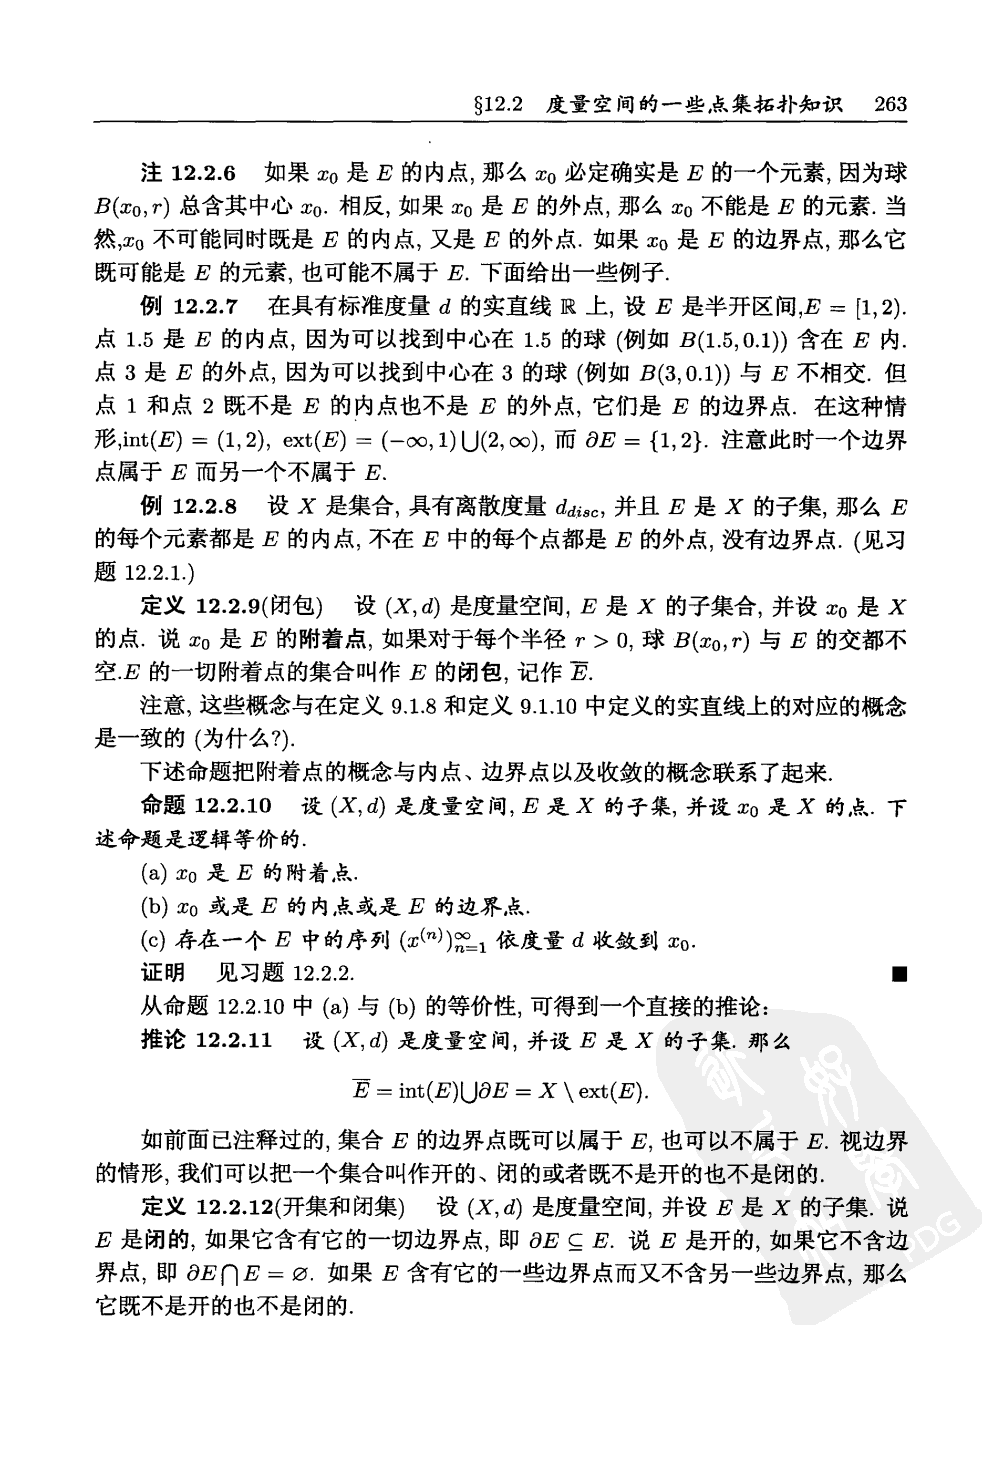 §12.2 度量空间的一些点集拓扑知识 263
注 12.2.6 如果 x₀ 是 E 的内点, 那么 x₀ 必定确实是 E 的一个元素, 因为球
B(x₀, r) 总含其中心 x₀. 相反, 如果 x₀ 是 E 的外点, 那么 x₀ 不能是 E 的元素. 当
然,x₀ 不可能同时既是 E 的内点, 又是 E 的外点. 如果 x₀ 是 E 的边界点, 那么它
既可能是 E 的元素, 也可能不属于 E. 下面给出一些例子.
例 12.2.7 在具有标准度量 d 的实直线 ℝ 上, 设 E 是半开区间,E = [1,2).
点 1.5 是 E 的内点, 因为可以找到中心在 1.5 的球 (例如 B(1.5,0.1)) 含在 E 内.
点 3 是 E 的外点, 因为可以找到中心在 3 的球 (例如 B(3,0.1)) 与 E 不相交. 但
点 1 和点 2 既不是 E 的内点也不是 E 的外点, 它们是 E 的边界点. 在这种情
形,int(E) = (1,2), ext(E) = (−∞,1)⋃(2,∞), 而 ∂E = {1,2}. 注意此时一个边界
点属于 E 而另一个不属于 E.
例 12.2.8 设 X 是集合, 具有离散度量 d_{disc}, 并且 E 是 X 的子集, 那么 E
的每个元素都是 E 的内点, 不在 E 中的每个点都是 E 的外点, 没有边界点. (见习
题 12.2.1.)
定义 12.2.9(闭包) 设 (X,d) 是度量空间, E 是 X 的子集合, 并设 x₀ 是 X
的点. 说 x₀ 是 E 的附着点, 如果对于每个半径 r > 0, 球 B(x₀, r) 与 E 的交都不
空.E 的一切附着点的集合叫作 E 的闭包, 记作 E̅.
注意, 这些概念与在定义 9.1.8 和定义 9.1.10 中定义的实直线上的对应的概念
是一致的 (为什么?).
下述命题把附着点的概念与内点、边界点以及收敛的概念联系了起来.
命题 12.2.10 设 (X,d) 是度量空间, E 是 X 的子集, 并设 x₀ 是 X 的点. 下
述命题是逻辑等价的.
(a) x₀ 是 E 的附着点.
(b) x₀ 或是 E 的内点或是 E 的边界点.
(c) 存在一个 E 中的序列 (x⁽ⁿ⁾)_{n=1}^∞ 依度量 d 收敛到 x₀.
证明 见习题 12.2.2. ■
从命题 12.2.10 中 (a) 与 (b) 的等价性, 可得到一个直接的推论:
推论 12.2.11 设 (X,d) 是度量空间, 并设 E 是 X 的子集. 那么
E̅ = int(E)⋃∂E = X \ ext(E).
如前面已注释过的, 集合 E 的边界点既可以属于 E, 也可以不属于 E. 视边界
的情形, 我们可以把一个集合叫作开的、闭的或者既不是开的也不是闭的.
定义 12.2.12(开集和闭集) 设 (X,d) 是度量空间, 并设 E 是 X 的子集. 说
E 是闭的, 如果它含有它的一切边界点, 即 ∂E ⊆ E. 说 E 是开的, 如果它不含边
界点, 即 ∂E⋂E = ∅. 如果 E 含有它的一些边界点而又不含另一些边界点, 那么
它既不是开的也不是闭的.
PDG